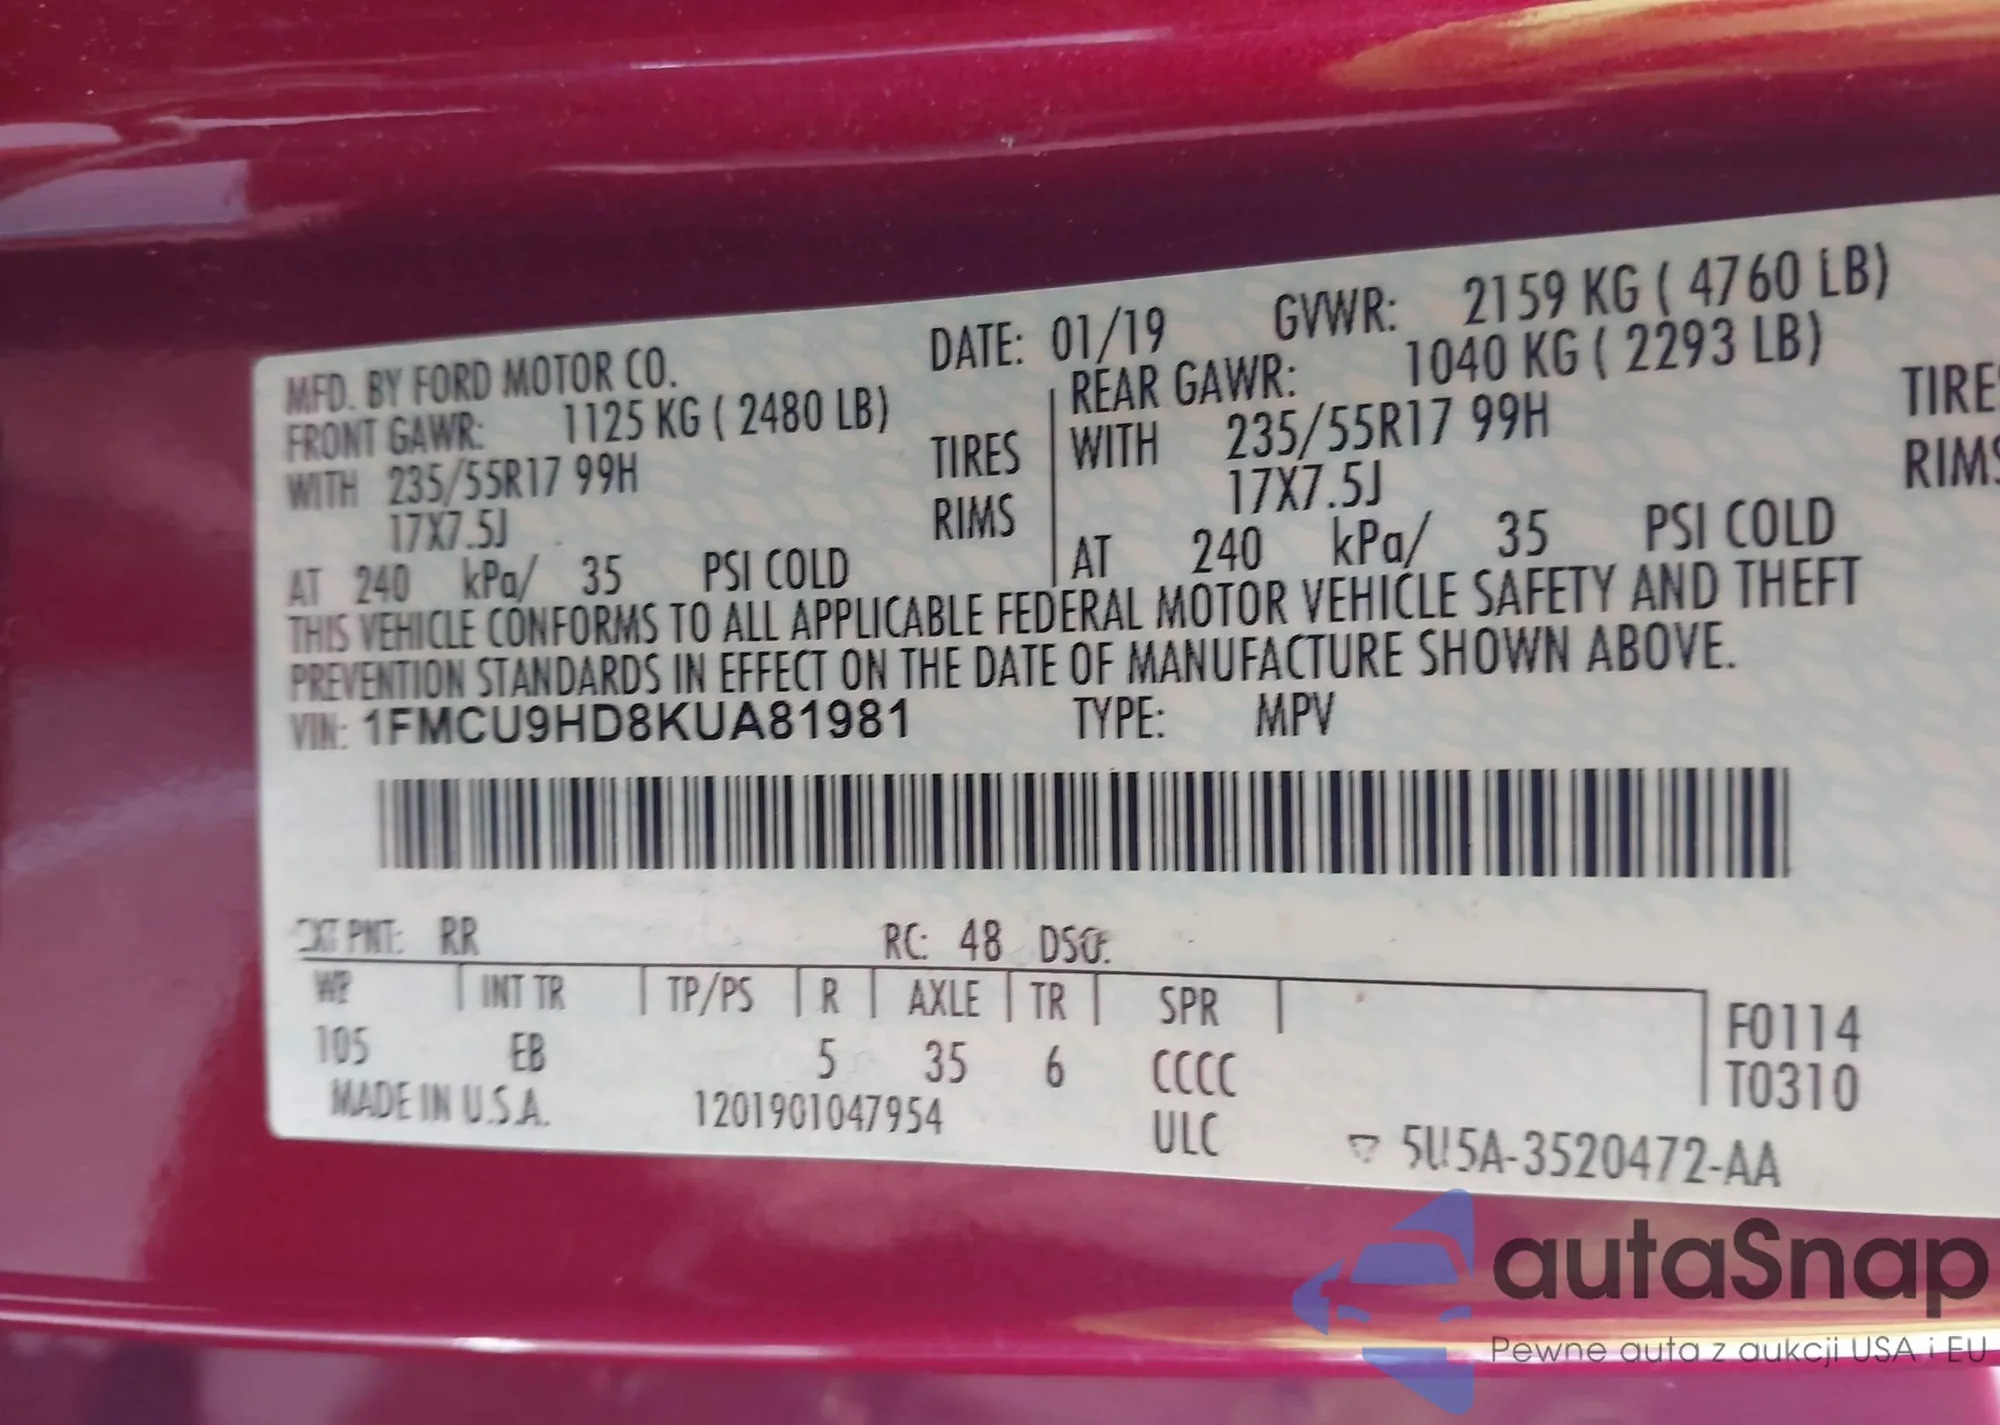 MFD. BY FORD MOTOR CO. DATE: 01/19 GVWR: 2159 KG ( 4760 LB)
FRONT GAWR: 1125 KG ( 2480 LB) REAR GAWR: 1040 KG ( 2293 LB)
WITH 235/55R17 99H TIRES WITH 235/55R17 99H TIRES
17X7.5J RIMS 17X7.5J RIMS
AT 240 kPa/ 35 PSI COLD AT 240 kPa/ 35 PSI COLD
THIS VEHICLE CONFORMS TO ALL APPLICABLE FEDERAL MOTOR VEHICLE SAFETY AND THEFT
PREVENTION STANDARDS IN EFFECT ON THE DATE OF MANUFACTURE SHOWN ABOVE.
VIN: 1FMCU9HD8KUA81981 TYPE: MPV
EXT PNT: RR RC: 48 DSO:
WB INT TR TP/PS R AXLE TR SPR F0114
105 EB 5 35 6 CCCC T0310
MADE IN U.S.A. 1201901047954 ULC 5U5A-3520472-AA
autaSnap
Pewne auta z aukcji USA i EU